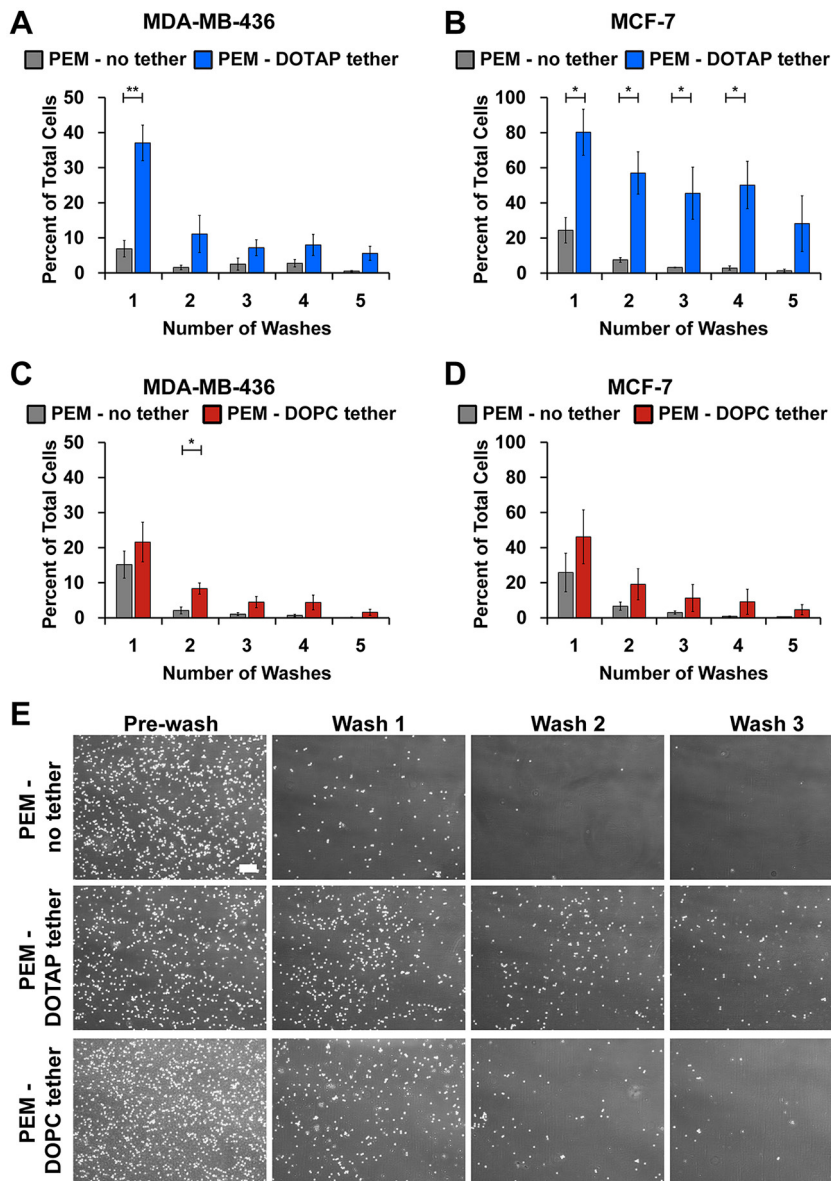 A
MDA-MB-436
PEM - no tether
PEM - DOTAP tether
Percent of Total Cells
50
40
30
20
10
0
**
1 2 3 4 5
Number of Washes
B
MCF-7
PEM - no tether
PEM - DOTAP tether
Percent of Total Cells
100
80
60
40
20
0
* * * *
1 2 3 4 5
Number of Washes
C
MDA-MB-436
PEM - no tether
PEM - DOPC tether
Percent of Total Cells
50
40
30
20
10
0
*
1 2 3 4 5
Number of Washes
D
MCF-7
PEM - no tether
PEM - DOPC tether
Percent of Total Cells
100
80
60
40
20
0
1 2 3 4 5
Number of Washes
E
Pre-wash Wash 1 Wash 2 Wash 3
PEM -
no tether
PEM -
DOTAP tether
PEM -
DOPC tether